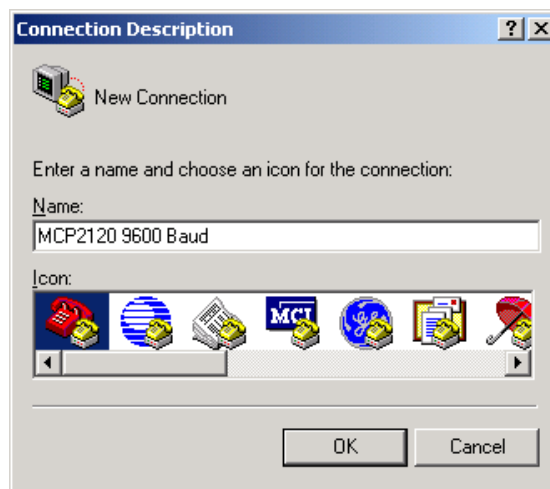 Connection Description
New Connection
Enter a name and choose an icon for the connection:
Name:
MCP2120 9600 Baud
Icon:
MCI
OK
Cancel